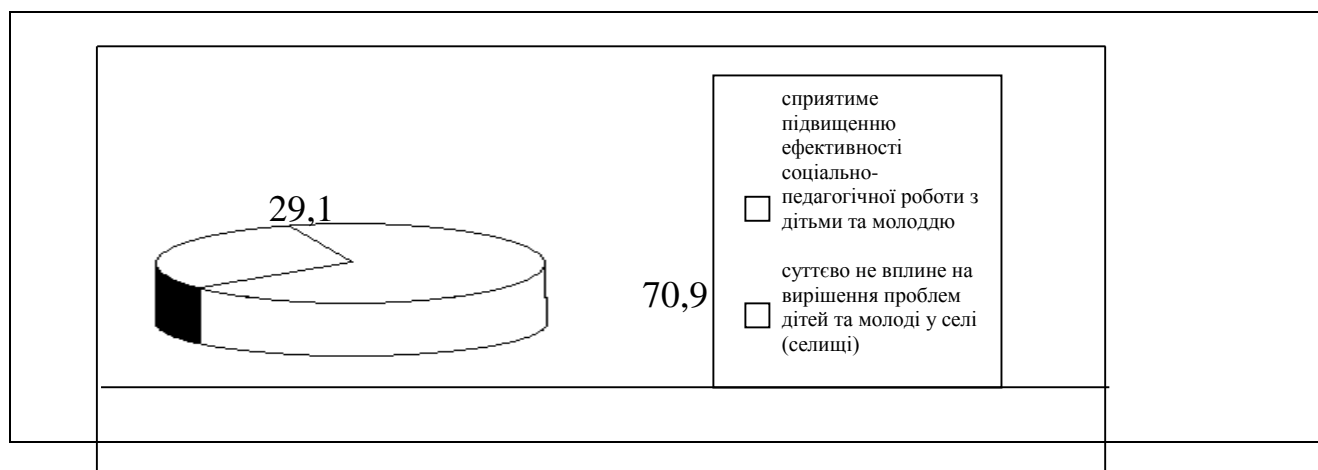 29,1
70,9
сприятиме
підвищенню
ефективності
соціально-
педагогічної роботи з
дітьми та молоддю
суттєво не вплине на
вирішення проблем
дітей та молоді у селі
(селищі)